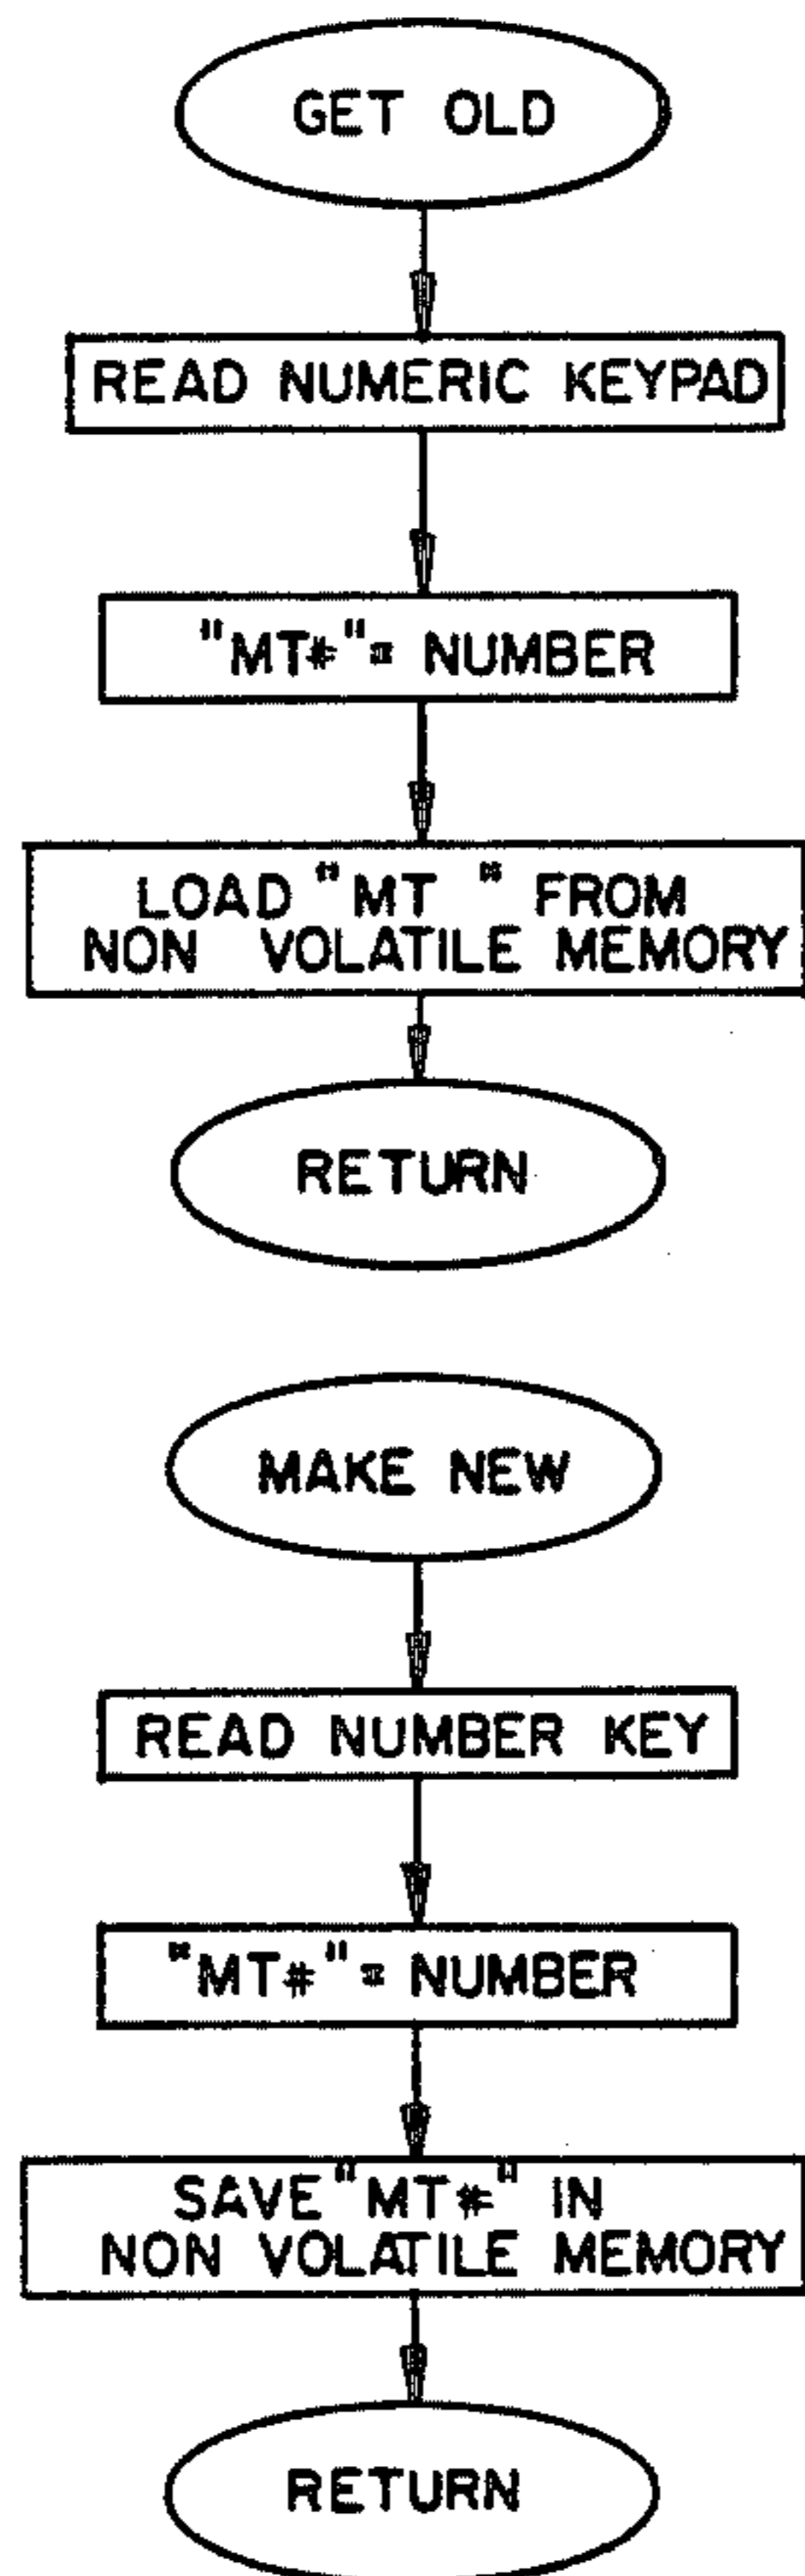 GET OLD
READ NUMERIC KEYPAD
"MT#"= NUMBER
LOAD "MT " FROM
NON VOLATILE MEMORY
RETURN
MAKE NEW
READ NUMBER KEY
"MT#"= NUMBER
SAVE "MT#" IN
NON VOLATILE MEMORY
RETURN